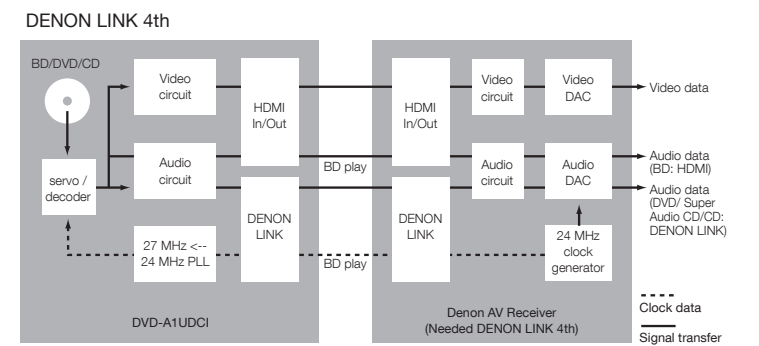 DENON LINK 4th
BD/DVD/CD
servo /
decoder
Video
circuit
Audio
circuit
27 MHz <--
24 MHz PLL
HDMI
In/Out
DENON
LINK
DVD-A1UDCI
BD play
BD play
HDMI
In/Out
DENON
LINK
Video
circuit
Audio
circuit
Video
DAC
Audio
DAC
24 MHz
clock
generator
Denon AV Receiver
(Needed DENON LINK 4th)
Video data
Audio data
(BD: HDMI)
Audio data
(DVD/ Super
Audio CD/CD:
DENON LINK)
Clock data
Signal transfer